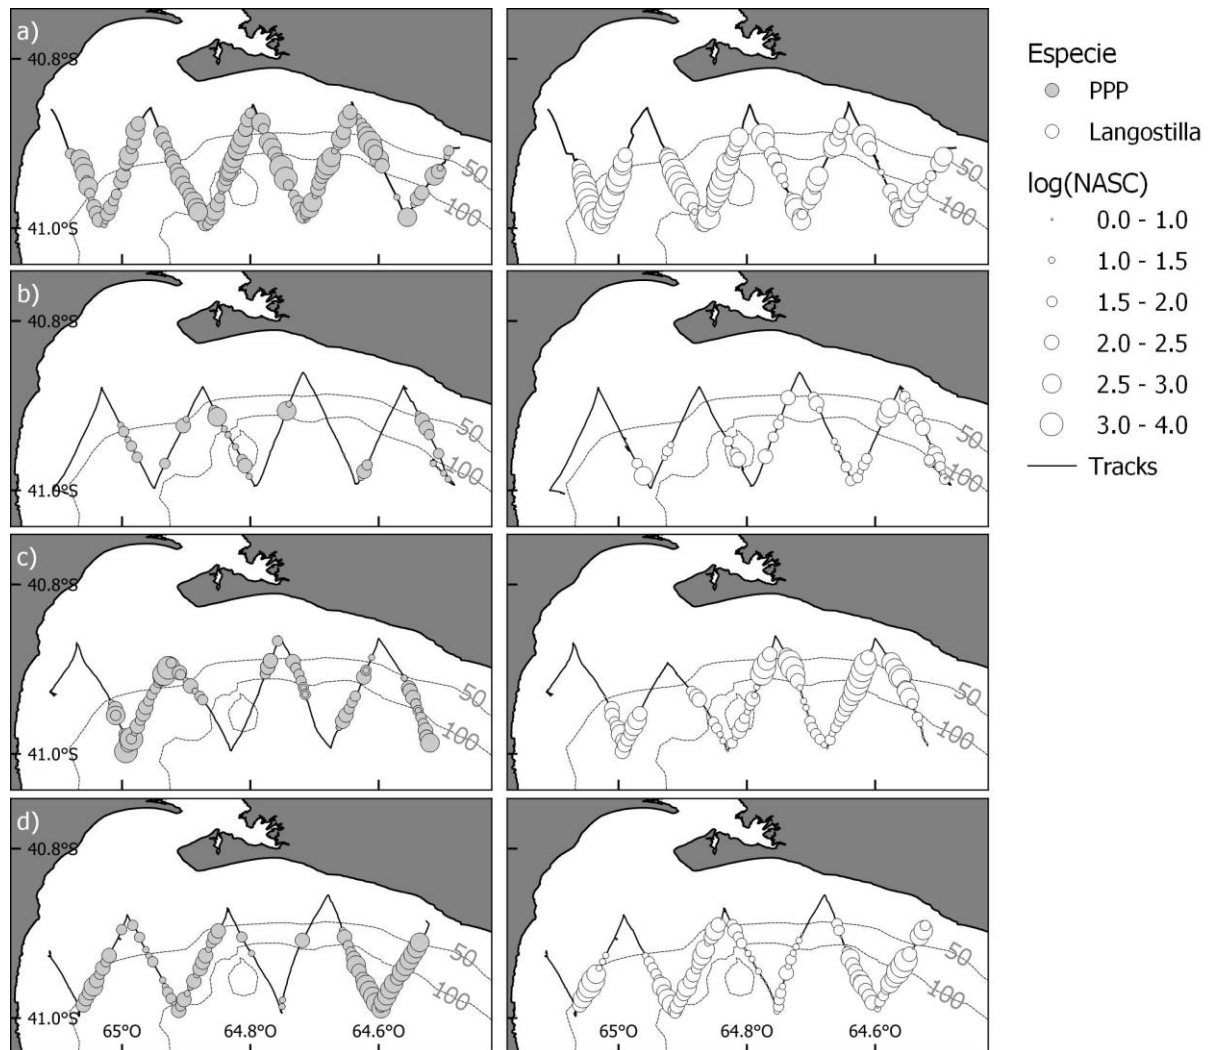 a)
40.8°S
41.0°S
50
100
50
100
b)
40.8°S
41.0°S
50
100
50
100
c)
40.8°S
41.0°S
50
100
50
100
d)
40.8°S
41.0°S
65°O
64.8°O
64.6°O
50
100
65°O
64.8°O
64.6°O
50
100
Especie
PPP
Langostilla
log(NASC)
0.0 - 1.0
1.0 - 1.5
1.5 - 2.0
2.0 - 2.5
2.5 - 3.0
3.0 - 4.0
Tracks